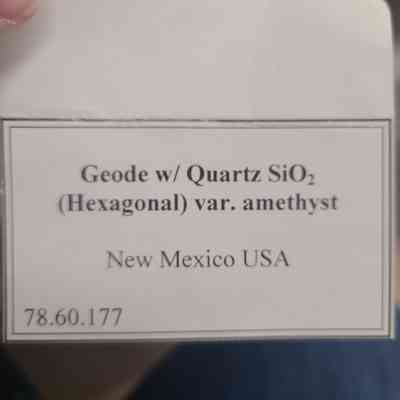 Geode w/ Quartz SiO₂
(Hexagonal) var. amethyst
New Mexico USA
78.60.177